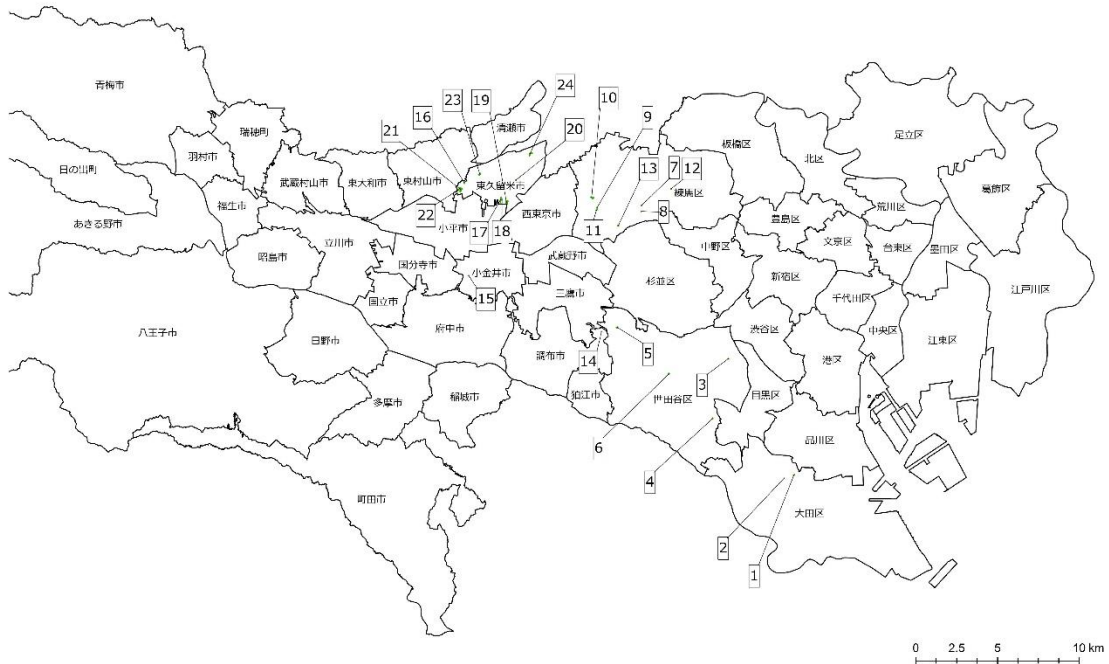 青梅市
瑞穂町
羽村市
日の出町
あきる野市
福生市
武蔵村山市
東大和市
東村山市
清瀬市
東久留米市
西東京市
小平市
立川市
昭島市
国分寺市
小金井市
武蔵野市
三鷹市
国立市
府中市
調布市
狛江市
八王子市
日野市
多摩市
稲城市
町田市
板橋区
北区
足立区
葛飾区
練馬区
豊島区
荒川区
文京区
台東区
墨田区
中野区
杉並区
新宿区
千代田区
中央区
江東区
江戸川区
渋谷区
港区
世田谷区
目黒区
品川区
大田区
16
23
19
24
21
20
10
9
13
7
12
8
11
22
17
18
15
14
5
3
6
4
2
1
0 2.5 5 10 km